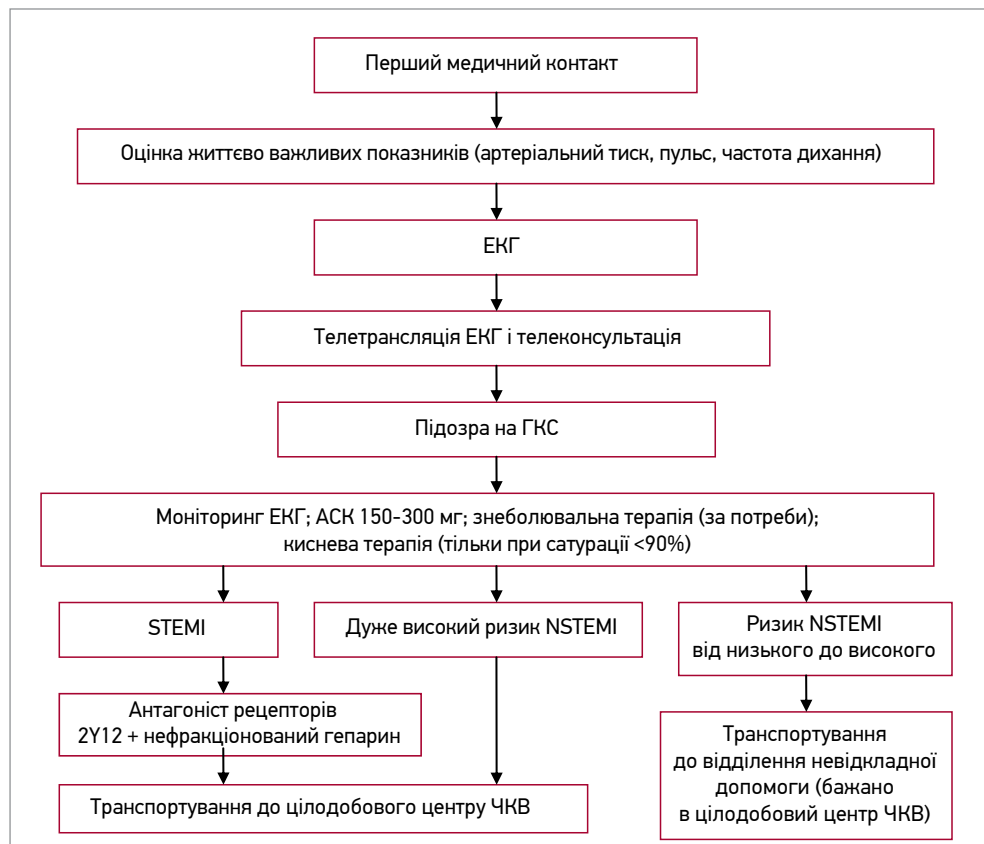 Перший медичний контакт
Оцінка життєво важливих показників (артеріальний тиск, пульс, частота дихання)
ЕКГ
Телетрансляція ЕКГ і телеконсультація
Підозра на ГКС
Моніторинг ЕКГ; АСК 150-300 мг; знеболювальна терапія (за потреби);
киснева терапія (тільки при сатурації <90%)
STEMI
Дуже високий ризик NSTEMI
Ризик NSTEMI
від низького до високого
Антагоніст рецепторів
2Y12 + нефракціонований гепарин
Транспортування до цілодобового центру ЧКВ
Транспортування
до відділення невідкладної
допомоги (бажано
в цілодобовий центр ЧКВ)